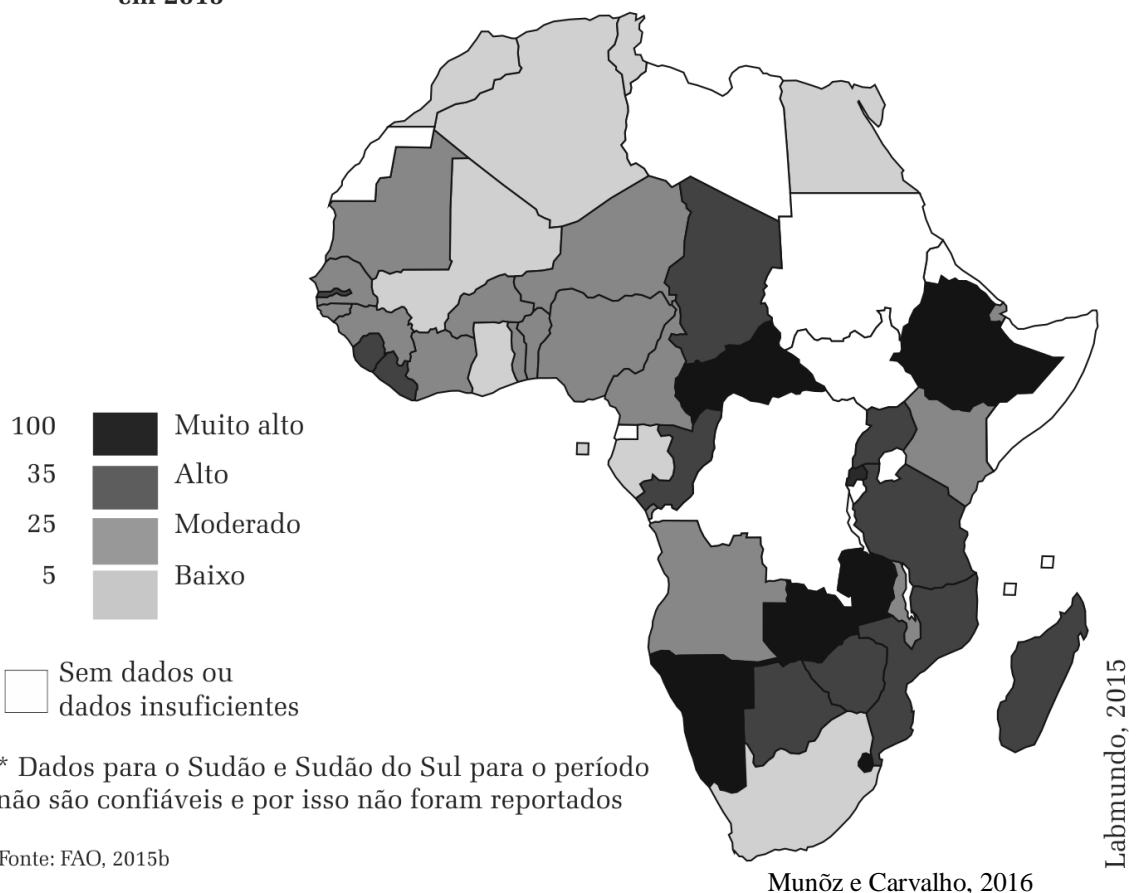 em 2015
100 Muito alto
35 Alto
25 Moderado
5 Baixo
Sem dados ou
dados insuficientes
* Dados para o Sudão e Sudão do Sul para o período
não são confiáveis e por isso não foram reportados
Fonte: FAO, 2015b
Labmundo, 2015
Munõz e Carvalho, 2016